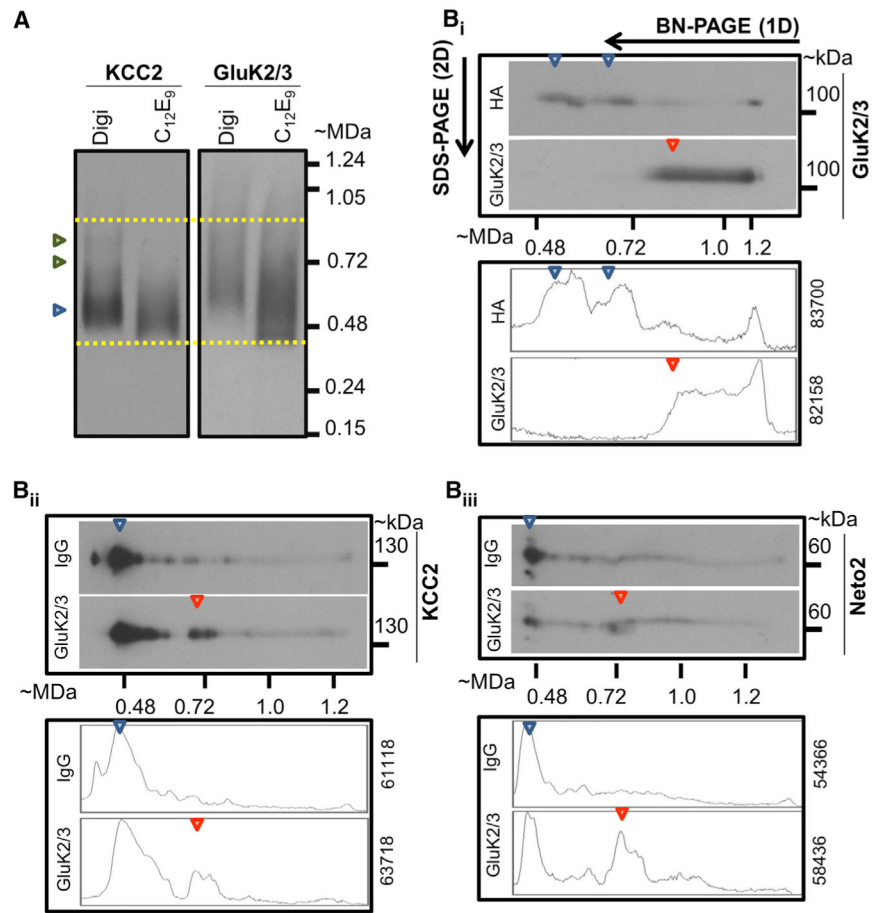 A
KCC2 GluK2/3
Digi C₁₂E₉ Digi C₁₂E₉
~MDa
1.24
1.05
0.72
0.48
0.24
0.15
Bi
BN-PAGE (1D)
SDS-PAGE (2D)
~kDa
HA 100
GluK2/3 100
GluK2/3
~MDa 0.48 0.72 1.0 1.2
HA 83700
GluK2/3 82158
Bii
~kDa
IgG 130
GluK2/3 130
KCC2
~MDa
0.48 0.72 1.0 1.2
IgG 61118
GluK2/3 63718
Biii
~kDa
IgG 60
GluK2/3 60
Neto2
~MDa
0.48 0.72 1.0 1.2
IgG 54366
GluK2/3 58436